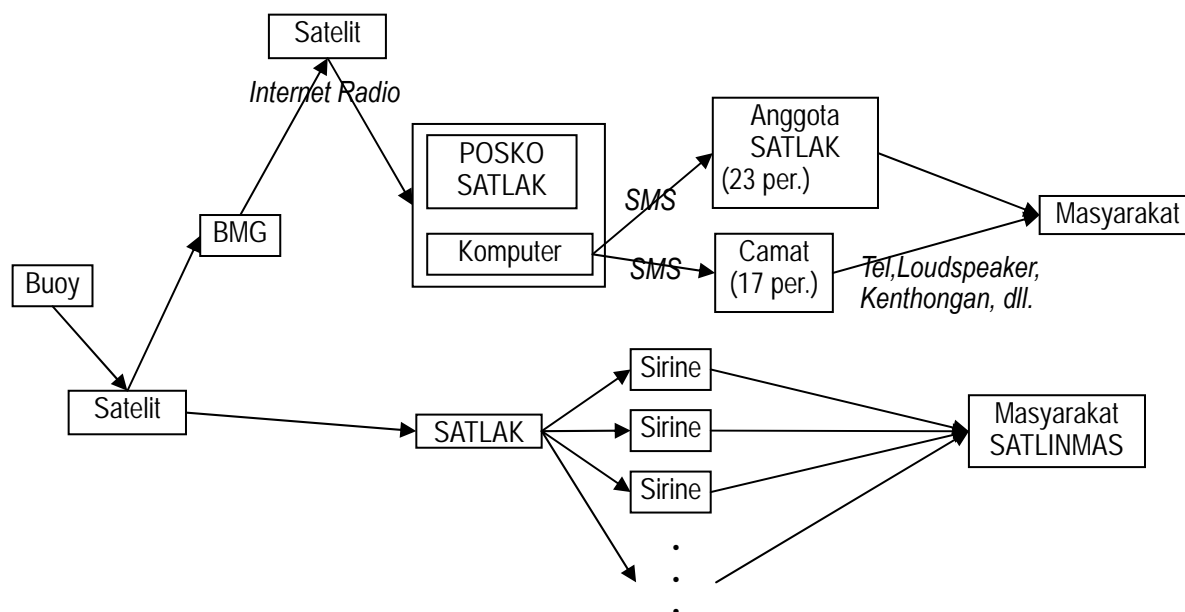 Satelit
Internet Radio
Anggota
SATLAK
(23 per.)
POSKO
SATLAK
SMS
Masyarakat
BMG
Komputer
SMS
Camat
(17 per.)
Tel,Loudspeaker,
Kenthongan, dll.
Buoy
Satelit
SATLAK
Sirine
Sirine
Sirine
Masyarakat
SATLINMAS